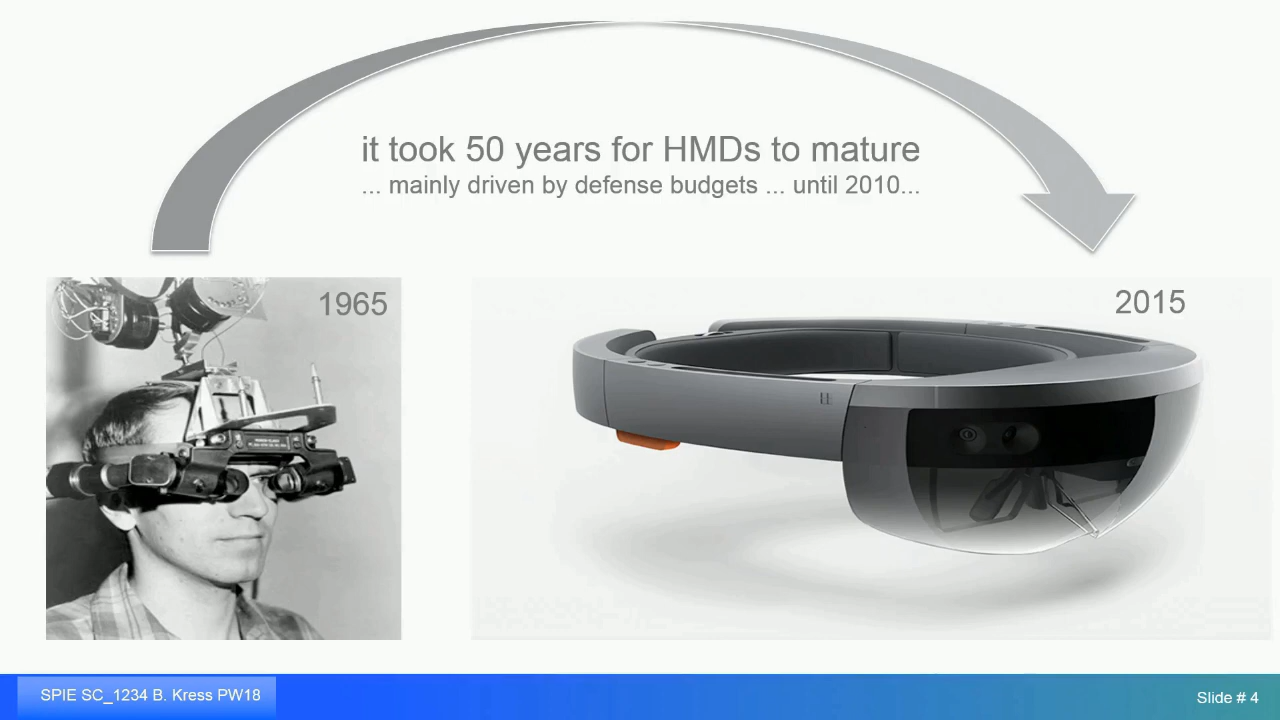 it took 50 years for HMDs to mature
... mainly driven by defense budgets ... until 2010...
1965
2015
SPIE SC_1234 B. Kress PW18
Slide # 4